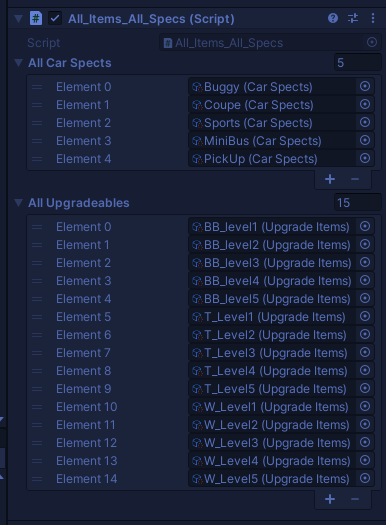 All_Items_All_Specs (Script)
Script All_Items_All_Specs
All Car Spects 5
Element 0 Buggy (Car Spects)
Element 1 Coupe (Car Spects)
Element 2 Sports (Car Spects)
Element 3 MiniBus (Car Spects)
Element 4 PickUp (Car Spects)
All Upgradeables 15
Element 0 BB_level1 (Upgrade Items)
Element 1 BB_level2 (Upgrade Items)
Element 2 BB_level3 (Upgrade Items)
Element 3 BB_level4 (Upgrade Items)
Element 4 BB_level5 (Upgrade Items)
Element 5 T_Level1 (Upgrade Items)
Element 6 T_Level2 (Upgrade Items)
Element 7 T_Level3 (Upgrade Items)
Element 8 T_Level4 (Upgrade Items)
Element 9 T_Level5 (Upgrade Items)
Element 10 W_Level1 (Upgrade Items)
Element 11 W_Level2 (Upgrade Items)
Element 12 W_Level3 (Upgrade Items)
Element 13 W_Level4 (Upgrade Items)
Element 14 W_Level5 (Upgrade Items)